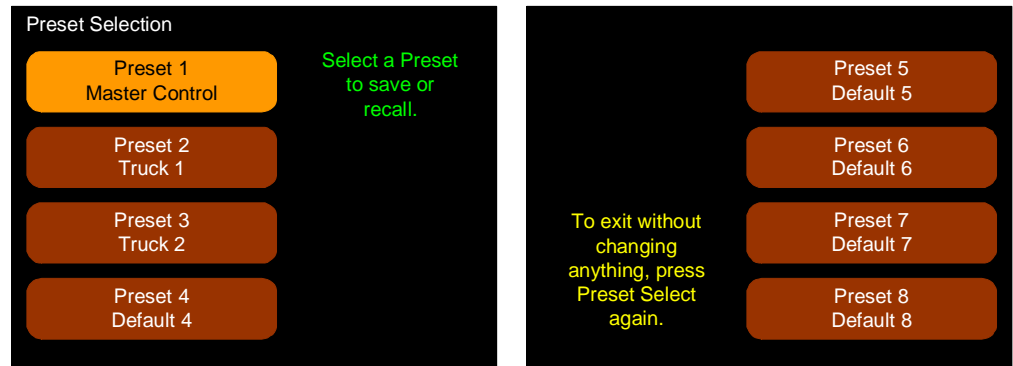 Preset Selection
Preset 1
Master Control
Preset 2
Truck 1
Preset 3
Truck 2
Preset 4
Default 4
Select a Preset
to save or
recall.
To exit without
changing
anything, press
Preset Select
again.
Preset 5
Default 5
Preset 6
Default 6
Preset 7
Default 7
Preset 8
Default 8